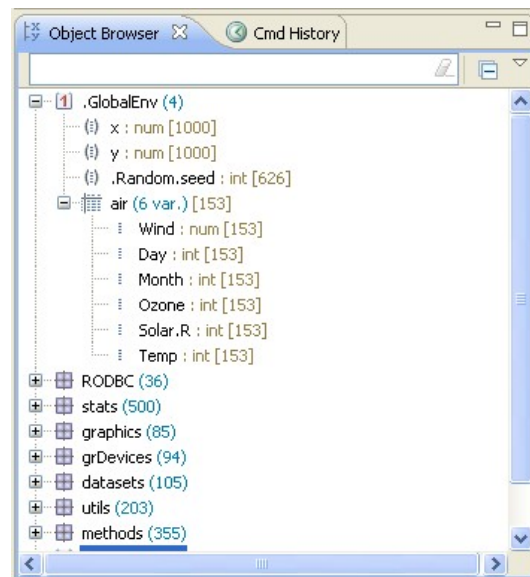 Object Browser Cmd History
.GlobalEnv (4)
x : num [1000]
y : num [1000]
.Random.seed : int [626]
air (6 var.) [153]
Wind : num [153]
Day : int [153]
Month : int [153]
Ozone : int [153]
Solar.R : int [153]
Temp : int [153]
RODBC (36)
stats (500)
graphics (85)
grDevices (94)
datasets (105)
utils (203)
methods (355)